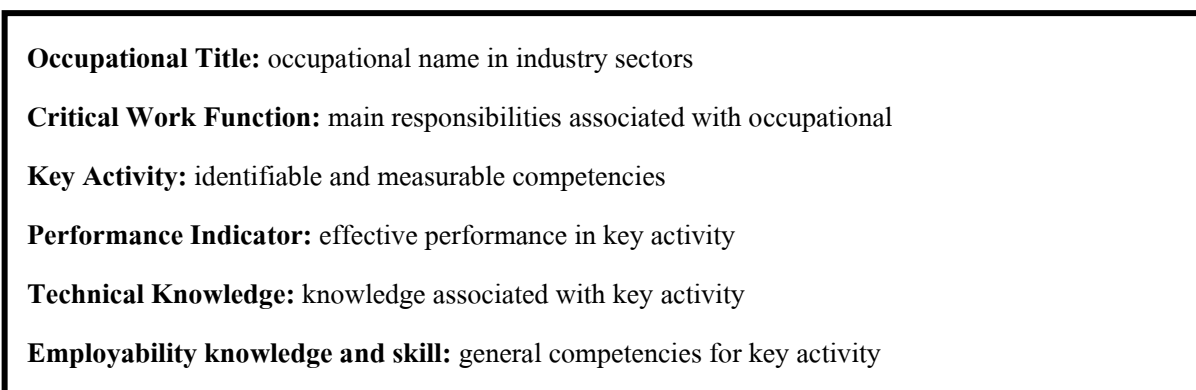 Occupational Title: occupational name in industry sectors
Critical Work Function: main responsibilities associated with occupational
Key Activity: identifiable and measurable competencies
Performance Indicator: effective performance in key activity
Technical Knowledge: knowledge associated with key activity
Employability knowledge and skill: general competencies for key activity